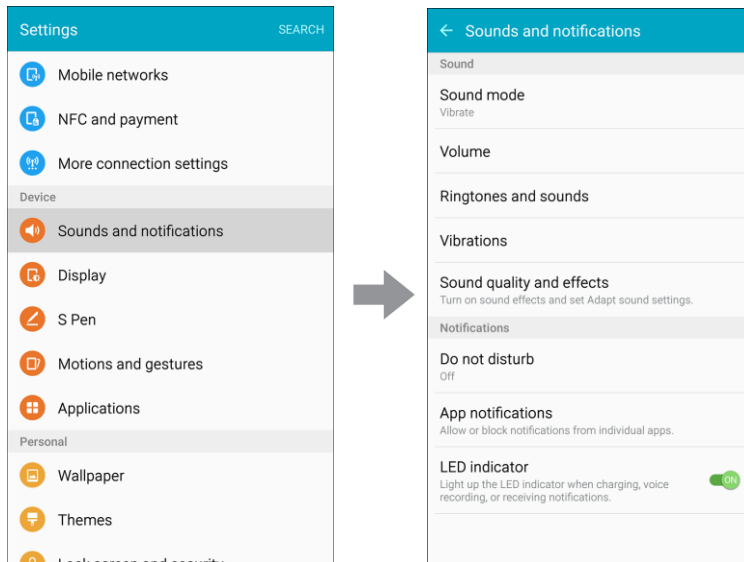 Settings
SEARCH
Mobile networks
NFC and payment
More connection settings
Device
Sounds and notifications
Display
S Pen
Motions and gestures
Applications
Personal
Wallpaper
Themes
Lock screen and security
Sounds and notifications
Sound
Sound mode
Vibrate
Volume
Ringtones and sounds
Vibrations
Sound quality and effects
Turn on sound effects and set Adapt sound settings.
Notifications
Do not disturb
Off
App notifications
Allow or block notifications from individual apps.
LED indicator
Light up the LED indicator when charging, voice
recording, or receiving notifications.
ON